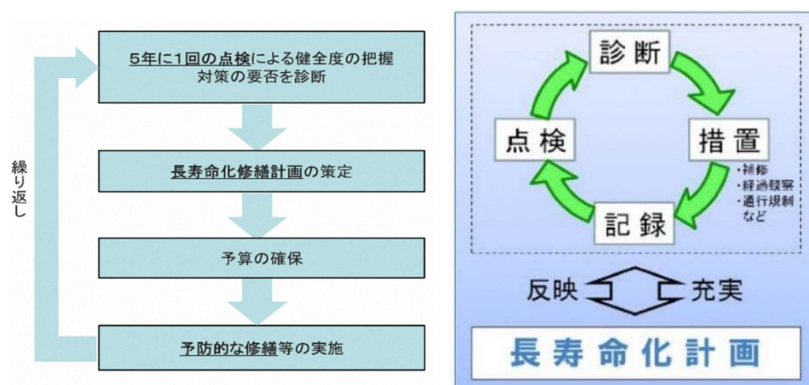 5年に1回の点検による健全度の把握
対策の要否を診断
長寿命化修繕計画の策定
予算の確保
予防的な修繕等の実施
繰り返し
診断
点検
措置
・補修
・経過観察
・通行規制
など
記録
反映
充実
長寿命化計画